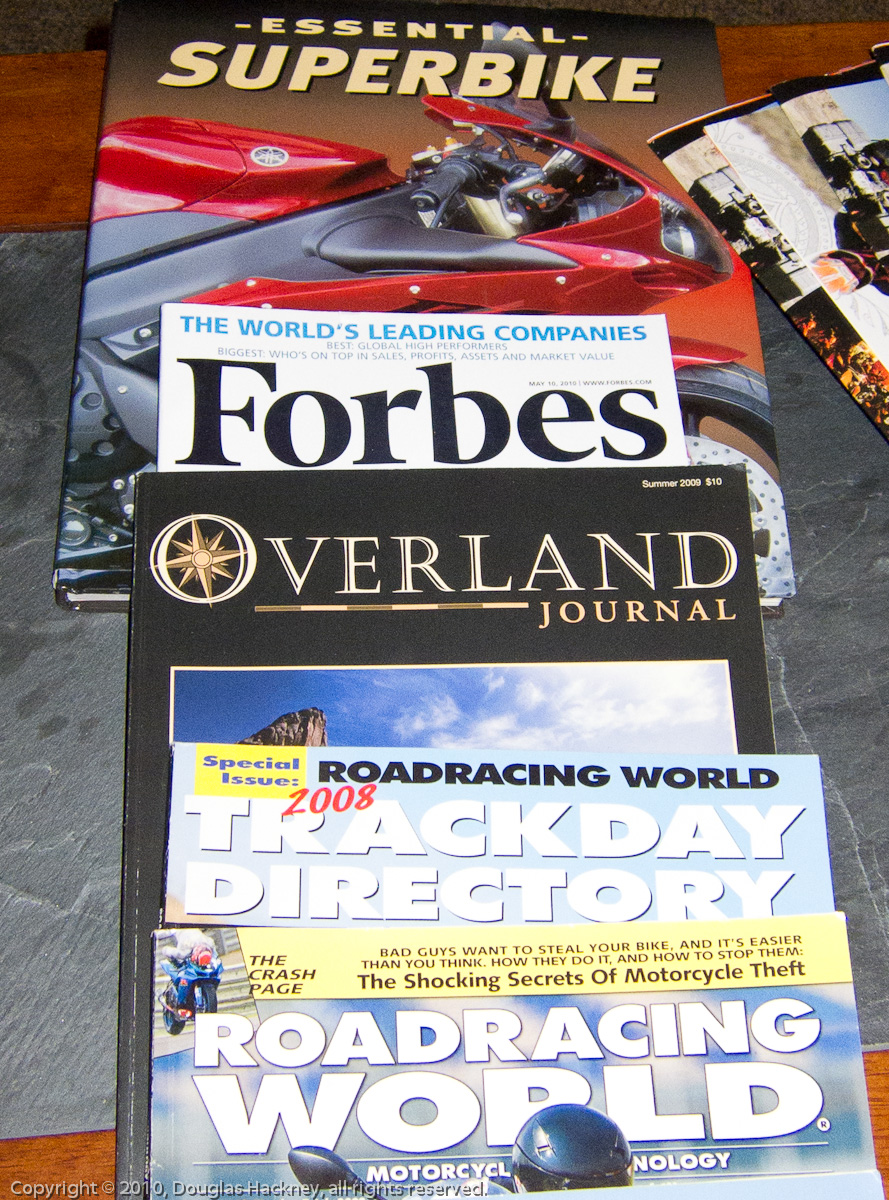 -ESSENTIAL-
SUPERBIKE
THE WORLD'S LEADING COMPANIES
BEST: GLOBAL HIGH PERFORMERS
BIGGEST: WHO'S ON TOP IN SALES, PROFITS, ASSETS AND MARKET VALUE
MAY 10, 2010 | WWW.FORBES.COM
Forbes
Summer 2009 $10
OVERLAND
JOURNAL
Special
Issue:
ROADRACING WORLD
2008
TRACKDAY
DIRECTORY
THE
CRASH
PAGE
BAD GUYS WANT TO STEAL YOUR BIKE, AND IT'S EASIER
THAN YOU THINK. HOW THEY DO IT, AND HOW TO STOP THEM:
The Shocking Secrets Of Motorcycle Theft
ROADRACING
WORLD®
MOTORCYCL NOLOGY
Copyright © 2010, Douglas Hackney, all rights reserved.